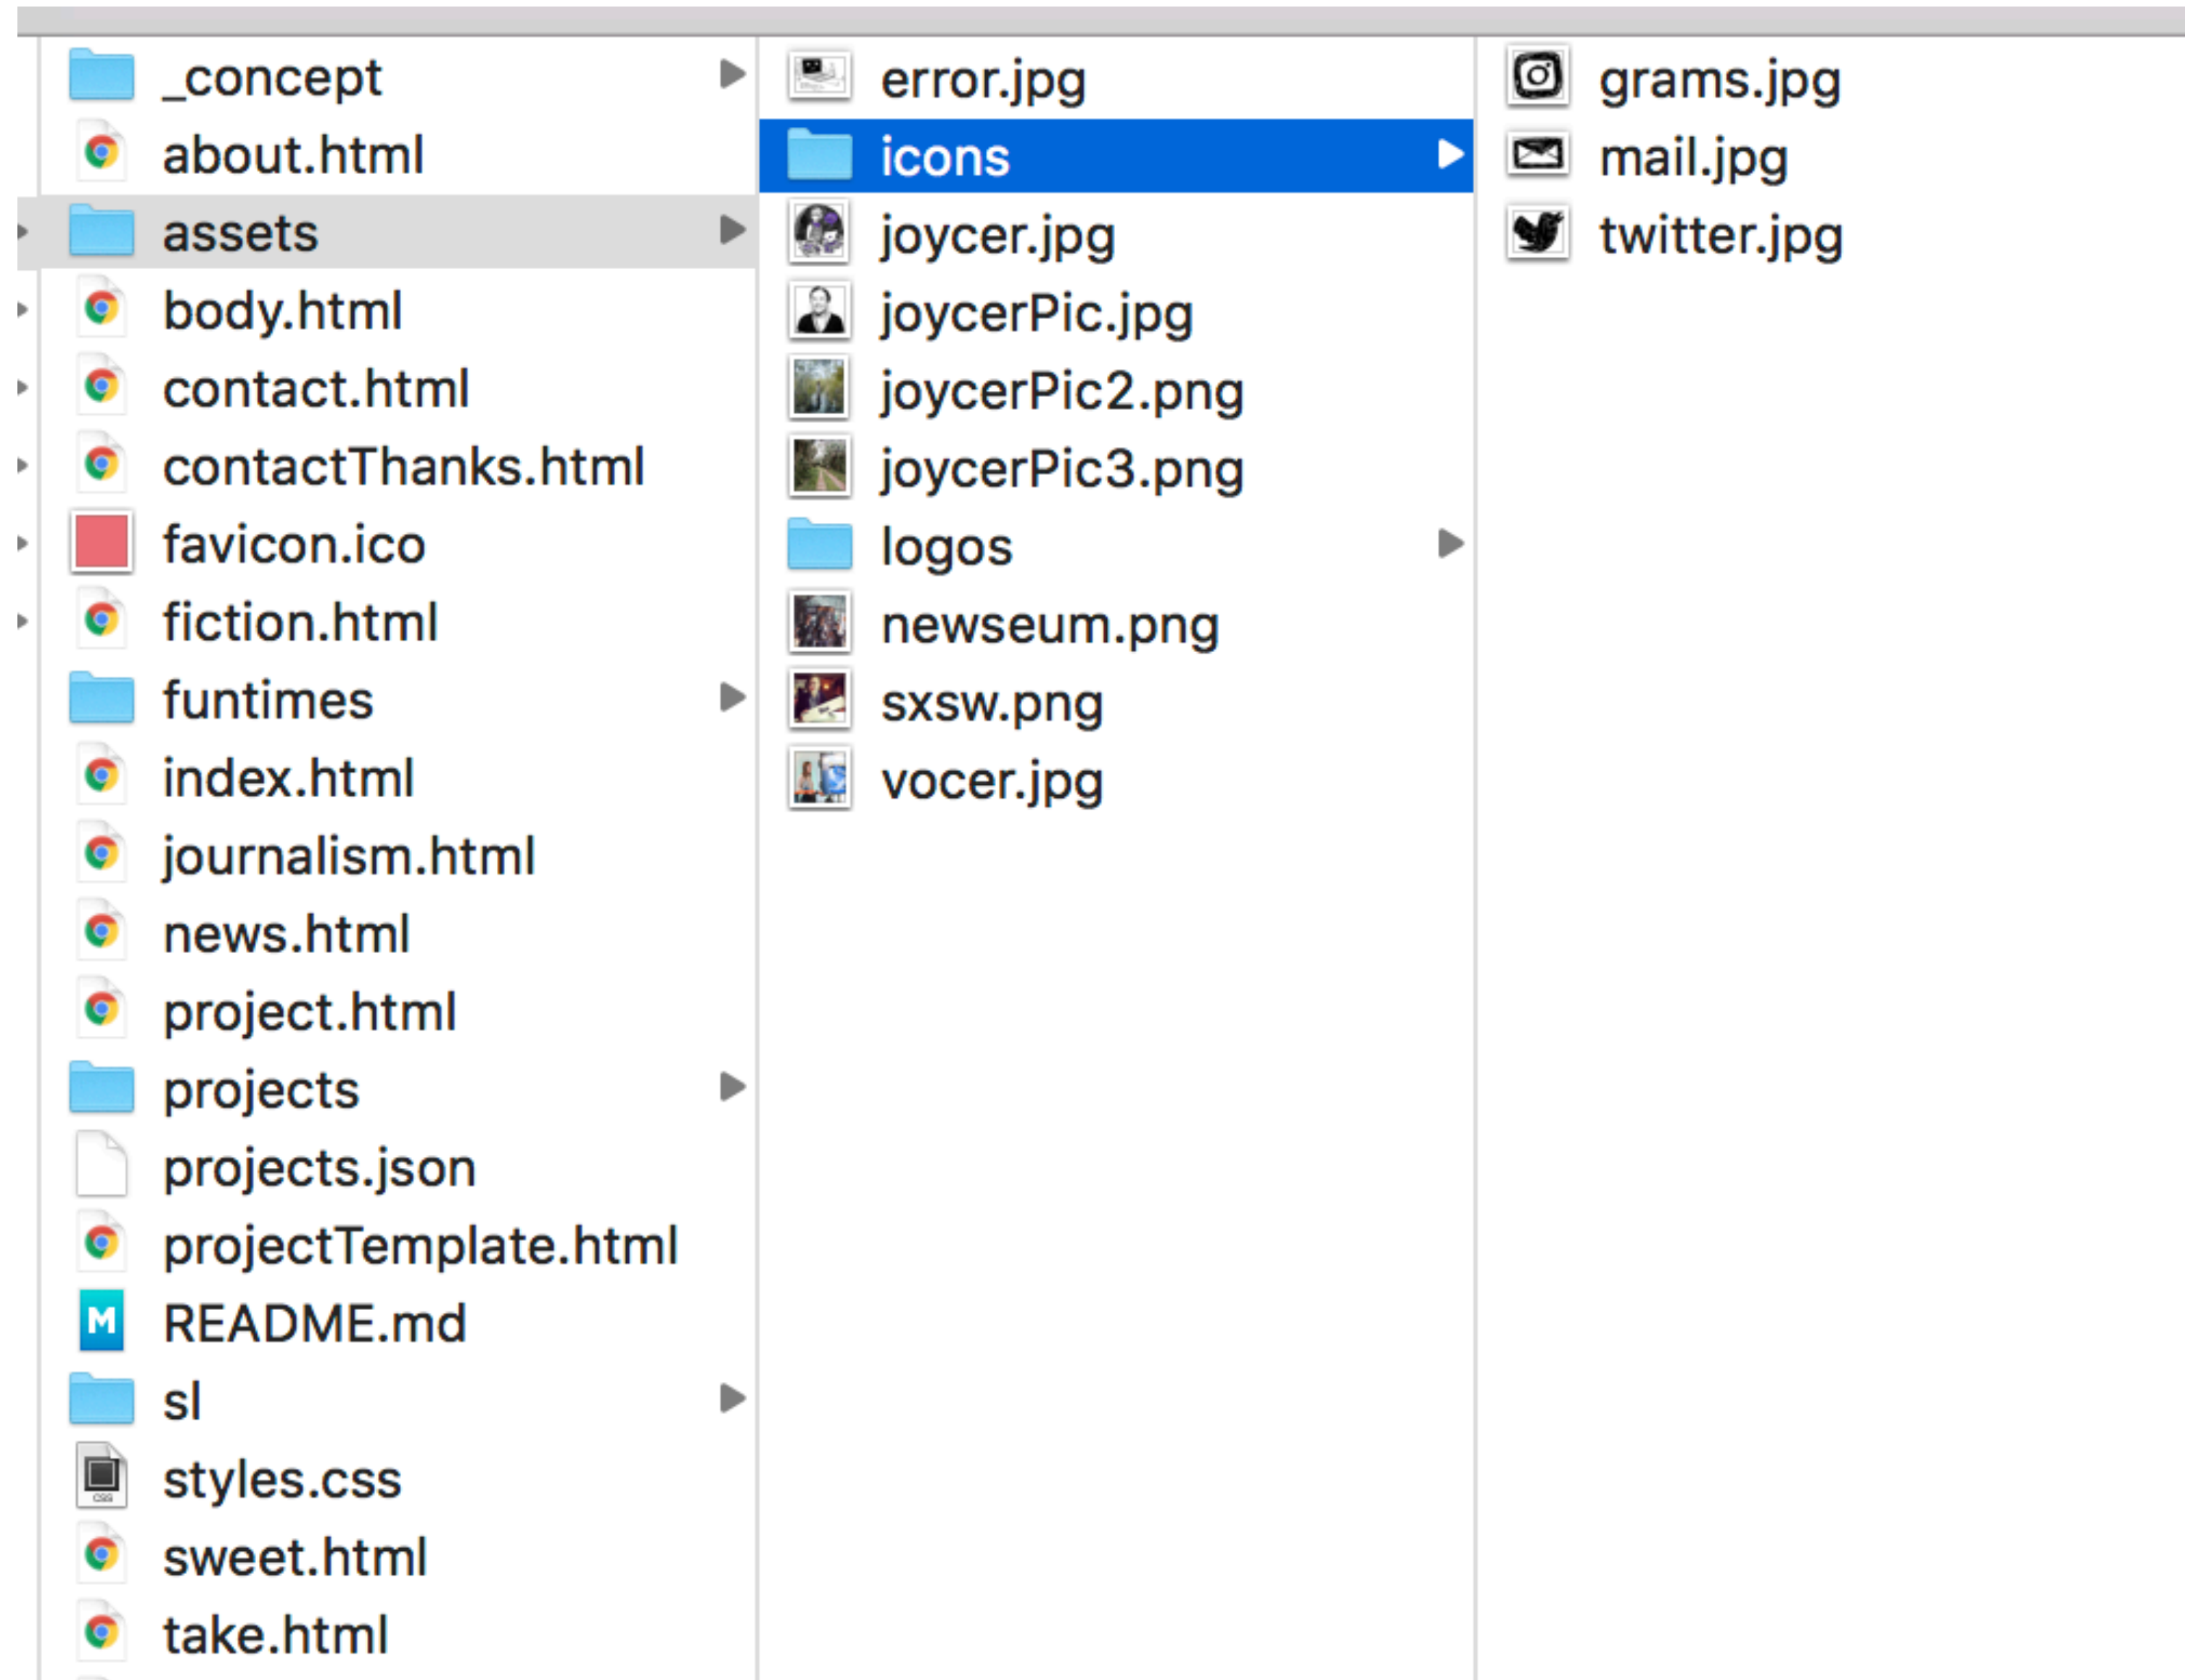 _concept
about.html
assets
body.html
contact.html
contactThanks.html
favicon.ico
fiction.html
funtimes
index.html
journalism.html
news.html
project.html
projects
projects.json
projectTemplate.html
M
README.md
sl
CSS
styles.css
sweet.html
take.html
error.jpg
icons
joycer.jpg
joycerPic.jpg
joycerPic2.png
joycerPic3.png
logos
newseum.png
sxsw.png
vocer.jpg
grams.jpg
mail.jpg
twitter.jpg